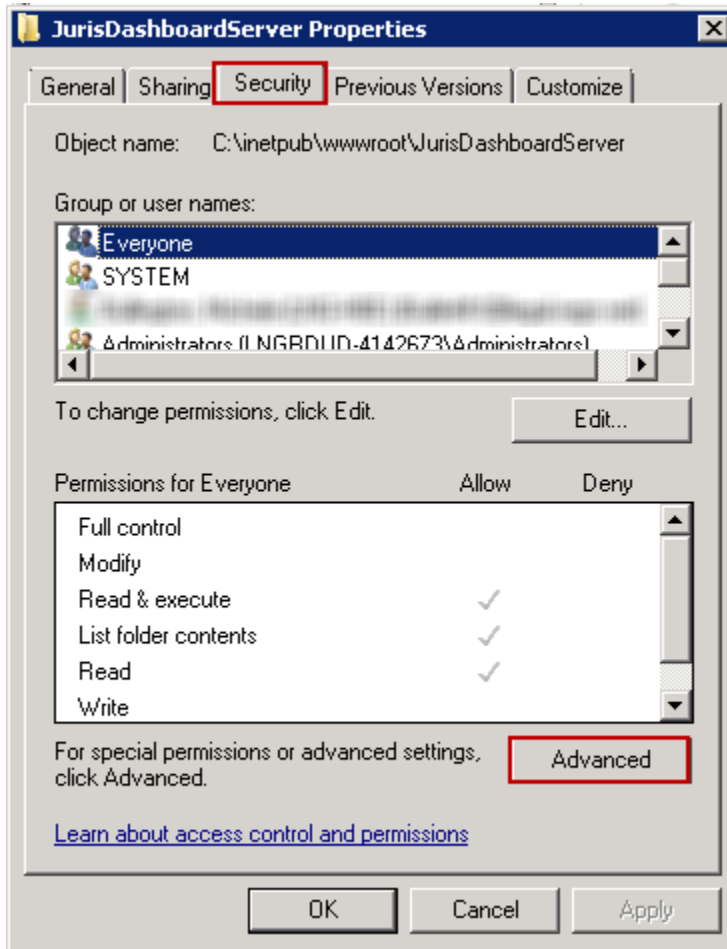 JurisDashboardServer Properties
General Sharing Security Previous Versions Customize
Object name: C:\inetpub\wwwroot\JurisDashboardServer
Group or user names:
Everyone
SYSTEM
Administrators (LNGBDUD-4142673\Administrators)
To change permissions, click Edit.
Edit...
Permissions for Everyone Allow Deny
Full control
Modify
Read & execute
List folder contents
Read
Write
For special permissions or advanced settings,
click Advanced.
Advanced
Learn about access control and permissions
OK Cancel Apply